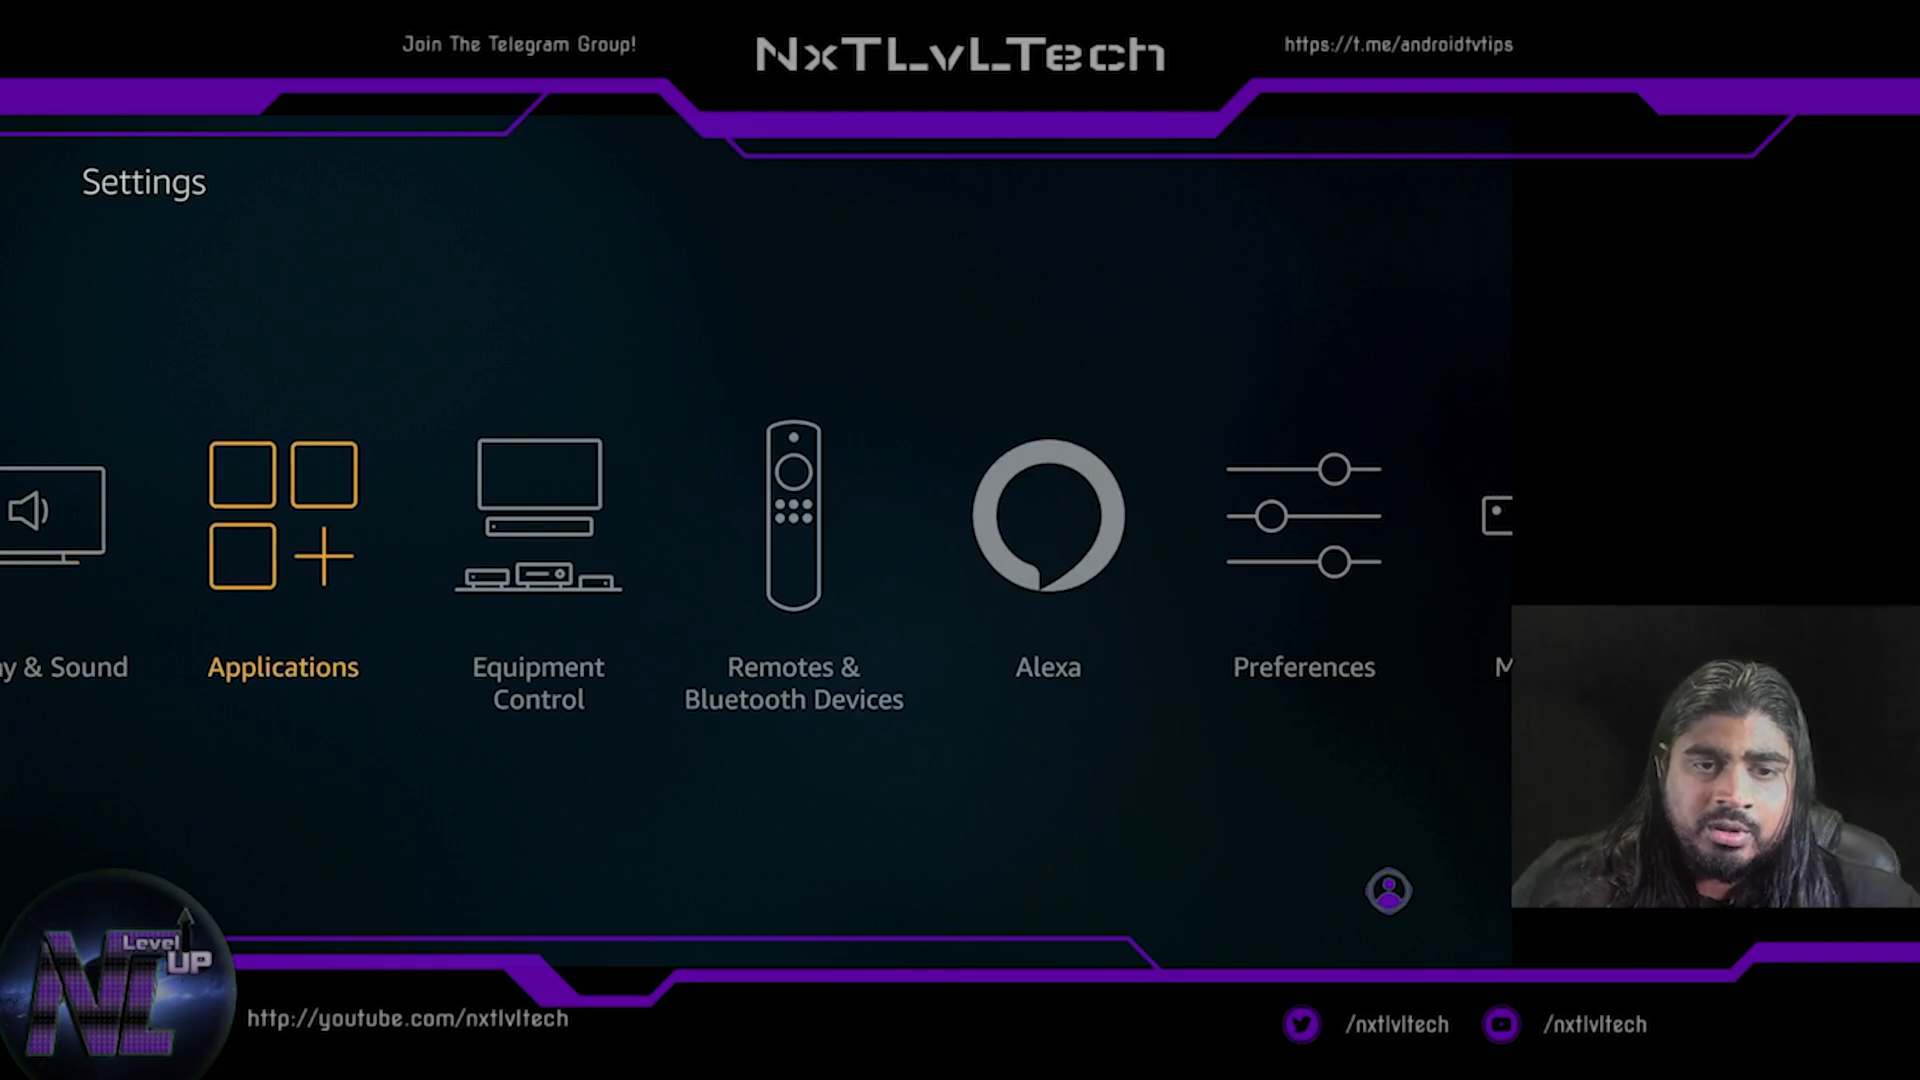 Join The Telegram Group!
NxTLvLTech
https://t.me/androidtvtips
Settings
y & Sound
Applications
Equipment
Control
Remotes &
Bluetooth Devices
Alexa
Preferences
M
Level
UP
NL
http://youtube.com/nxtlvltech
/nxtlvltech
/nxtlvltech